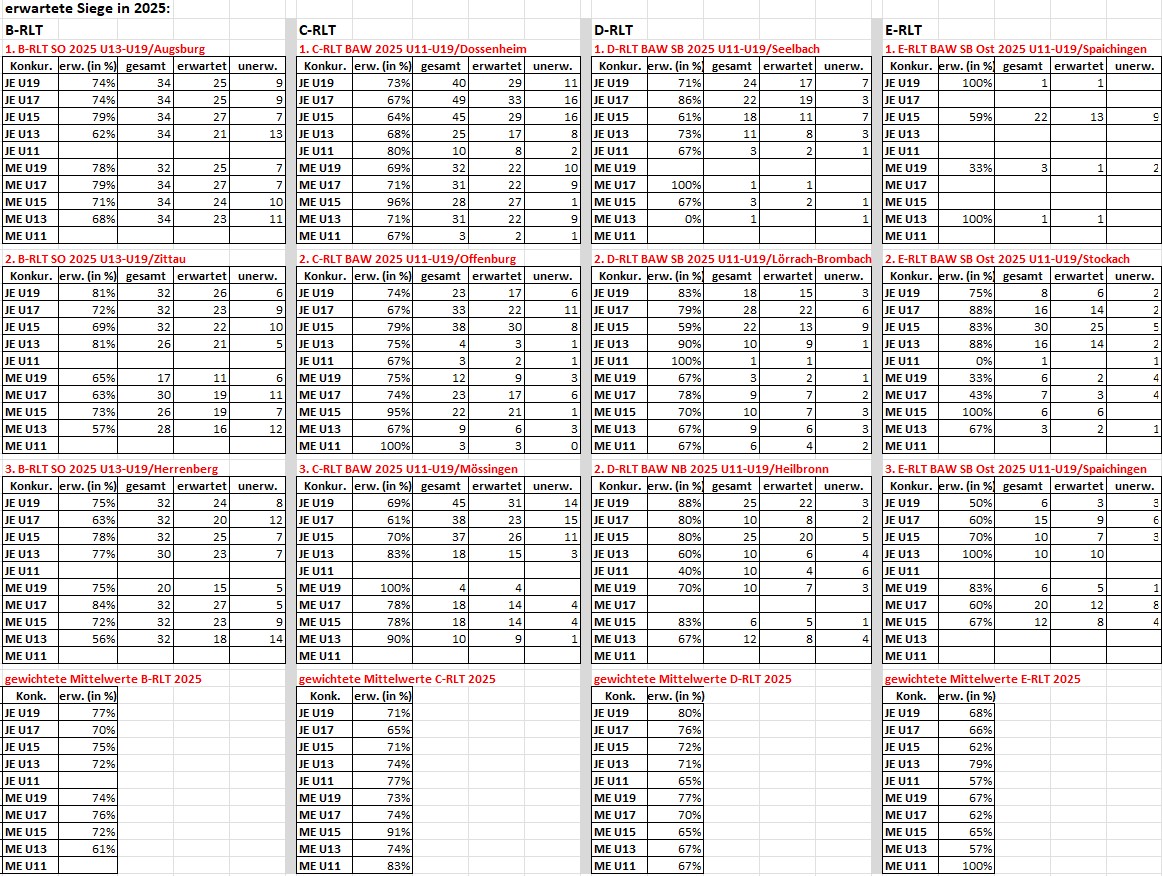 erwartete Siege in 2025:
B-RLT C-RLT D-RLT E-RLT
1. B-RLT SO 2025 U13-U19/Augsburg 1. C-RLT BAW 2025 U11-U19/Dossenheim 1. D-RLT BAW SB 2025 U11-U19/Seelbach 1. E-RLT BAW SB Ost 2025 U11-U19/Spaichingen
Konkur. erw. (in %) gesamt erwartet unerw. Konkur. erw. (in %) gesamt erwartet unerw. Konkur. erw. (in %) gesamt erwartet unerw. Konkur. erw. (in %) gesamt erwartet unerw.
JE U19 74% 34 25 9 JE U19 73% 40 29 11 JE U19 71% 24 17 7 JE U19 100% 1 1
JE U17 74% 34 25 9 JE U17 67% 49 33 16 JE U17 86% 22 19 3 JE U17
JE U15 79% 34 27 7 JE U15 64% 45 29 16 JE U15 61% 18 11 7 JE U15 59% 22 13 9
JE U13 62% 34 21 13 JE U13 68% 25 17 8 JE U13 73% 11 8 3 JE U13
JE U11 JE U11 80% 10 8 2 JE U11 67% 3 2 1 JE U11
ME U19 78% 32 25 7 ME U19 69% 32 22 10 ME U19 ME U19 33% 3 1 2
ME U17 79% 34 27 7 ME U17 71% 31 22 9 ME U17 100% 1 1 ME U17
ME U15 71% 34 24 10 ME U15 96% 28 27 1 ME U15 67% 3 2 1 ME U15
ME U13 68% 34 23 11 ME U13 71% 31 22 9 ME U13 0% 1 1 ME U13 100% 1 1
ME U11 ME U11 67% 3 2 1 ME U11 ME U11
2. B-RLT SO U13-U19/Zittau 2. C-RLT BAW 2025 U11-U19/Offenburg 2. D-RLT BAW SB 2025 U11-U19/Lörrach-Brombach 2. E-RLT BAW SB Ost 2025 U11-U19/Stockach
Konkur. erw. (in %) gesamt erwartet unerw. Konkur. erw. (in %) gesamt erwartet unerw. Konkur. erw. (in %) gesamt erwartet unerw. Konkur. erw. (in %) gesamt erwartet unerw.
JE U19 81% 32 26 6 JE U19 74% 23 17 6 JE U19 83% 18 15 3 JE U19 75% 8 6 2
JE U17 72% 32 23 9 JE U17 67% 33 22 11 JE U17 79% 28 22 6 JE U17 88% 16 14 2
JE U15 69% 32 22 10 JE U15 79% 38 30 8 JE U15 59% 22 13 9 JE U15 83% 30 25 5
JE U13 81% 26 21 5 JE U13 75% 4 3 1 JE U13 90% 10 9 1 JE U13 88% 16 14 2
JE U11 JE U11 67% 3 2 1 JE U11 100% 1 1 JE U11 0% 1 1
ME U19 65% 17 11 6 ME U19 75% 12 9 3 ME U19 67% 3 2 1 ME U19 33% 6 2 4
ME U17 63% 30 19 11 ME U17 74% 23 17 6 ME U17 78% 9 7 2 ME U17 43% 7 3 4
ME U15 73% 26 19 7 ME U15 95% 22 21 1 ME U15 70% 10 7 3 ME U15 100% 6 6
ME U13 57% 28 16 12 ME U13 67% 9 6 3 ME U13 67% 9 6 3 ME U13 67% 3 2 1
ME U11 ME U11 100% 3 3 0 ME U11 67% 6 4 2 ME U11
3. B-RLT SO 2025 U13-U19/Herrenberg 3. C-RLT BAW 2025 U11-U19/Mössingen 2. D-RLT BAW NB 2025 U11-U19/Heilbronn 3. E-RLT BAW SB Ost 2025 U11-U19/Spaichingen
Konkur. erw. (in %) gesamt erwartet unerw. Konkur. erw. (in %) gesamt erwartet unerw. Konkur. erw. (in %) gesamt erwartet unerw. Konkur. erw. (in %) gesamt erwartet unerw.
JE U19 75% 32 24 8 JE U19 69% 45 31 14 JE U19 88% 25 22 3 JE U19 50% 6 3 3
JE U17 63% 32 20 12 JE U17 61% 38 23 15 JE U17 80% 10 8 2 JE U17 60% 15 9 6
JE U15 78% 32 25 7 JE U15 70% 37 26 11 JE U15 80% 25 20 5 JE U15 70% 10 7 3
JE U13 77% 30 23 7 JE U13 83% 18 15 3 JE U13 60% 10 6 4 JE U13 100% 10 10
JE U11 JE U11 JE U11 40% 10 4 6 JE U11
ME U19 75% 20 15 5 ME U19 100% 4 4 ME U19 70% 10 7 3 ME U19 83% 6 5 1
ME U17 84% 32 27 5 ME U17 78% 18 14 4 ME U17 ME U17 60% 20 12 8
ME U15 72% 32 23 9 ME U15 78% 18 14 4 ME U15 83% 6 5 1 ME U15 67% 12 8 4
ME U13 56% 32 18 14 ME U13 90% 10 9 1 ME U13 67% 12 8 4 ME U13
ME U11 ME U11 ME U11 ME U11
gewichtete Mittelwerte B-RLT 2025 gewichtete Mittelwerte C-RLT 2025 gewichtete Mittelwerte D-RLT 2025 gewichtete Mittelwerte E-RLT 2025
Konk. erw. (in %) Konk. erw. (in %) Konk. erw. (in %) Konk. erw. (in %)
JE U19 77% JE U19 71% JE U19 80% JE U19 68%
JE U17 70% JE U17 65% JE U17 76% JE U17 66%
JE U15 75% JE U15 71% JE U15 72% JE U15 62%
JE U13 72% JE U13 74% JE U13 71% JE U13 79%
JE U11 JE U11 77% JE U11 65% JE U11 57%
ME U19 74% ME U19 73% ME U19 77% ME U19 67%
ME U17 76% ME U17 74% ME U17 70% ME U17 62%
ME U15 72% ME U15 91% ME U15 65% ME U15 65%
ME U13 61% ME U13 74% ME U13 67% ME U13 57%
ME U11 ME U11 83% ME U11 67% ME U11 100%